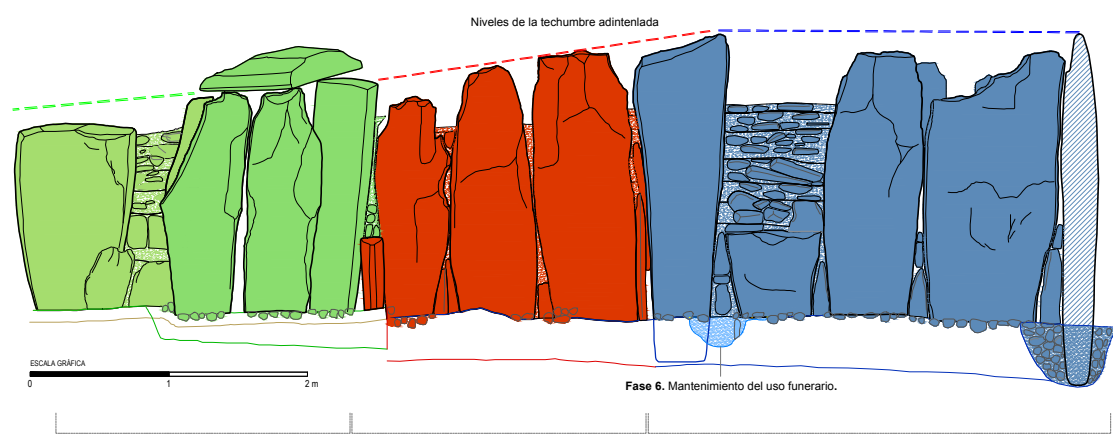 Niveles de la techumbre adintenlada
ESCALA GRÁFICA
0 1 2 m
Fase 6. Mantenimiento del uso funerario.